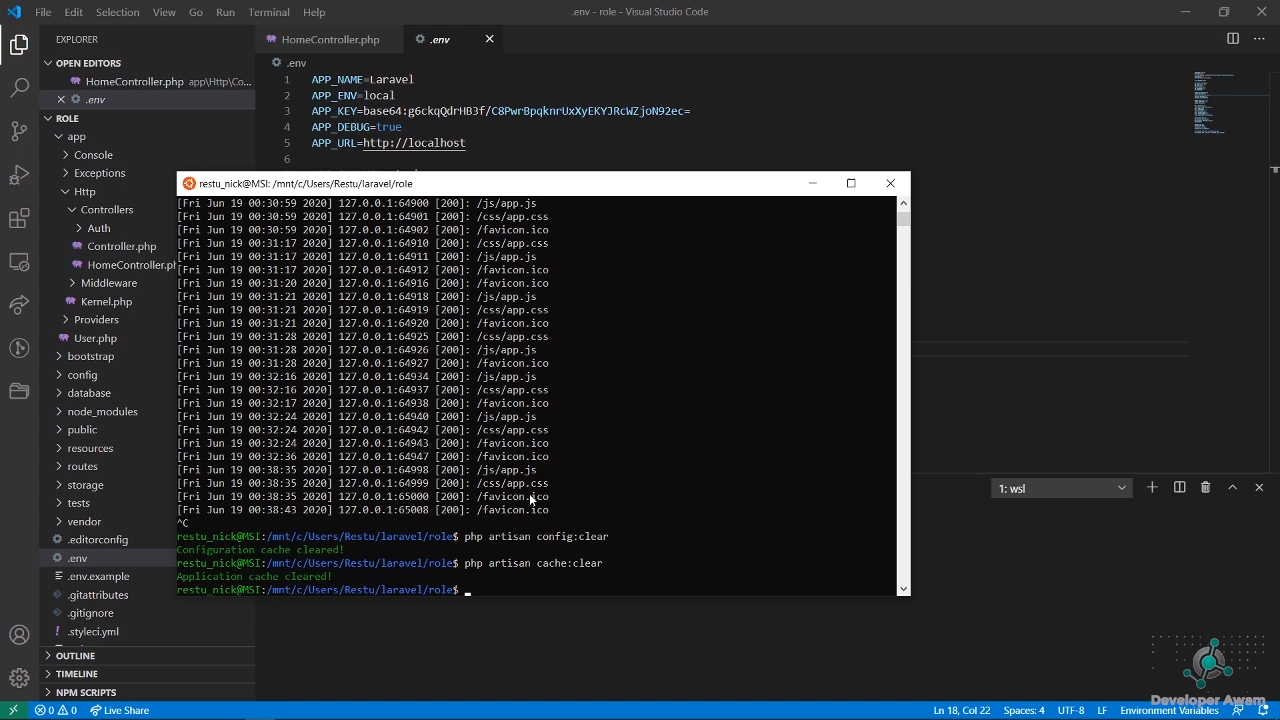 File Edit Selection View Go Run Terminal Help
.env - role - Visual Studio Code
EXPLORER
OPEN EDITORS
HomeController.php app\Http\Co...
.env
ROLE
app
Console
Exceptions
Http
Controllers
Auth
Controller.php
HomeController.ph
Middleware
Kernel.php
Providers
User.php
bootstrap
config
database
node_modules
public
resources
routes
storage
tests
vendor
.editorconfig
.env
.env.example
.gitattributes
.gitignore
.styleci.yml
OUTLINE
TIMELINE
NPM SCRIPTS
HomeController.php
.env
.env
1 APP_NAME=Laravel
2 APP_ENV=local
3 APP_KEY=base64:g6ckqQdrHB3f/C8PwrBpqknrUxXyEKYJRcWZjoN92ec=
4 APP_DEBUG=true
5 APP_URL=http://localhost
6
restu_nick@MSI: /mnt/c/Users/Restu/laravel/role
[Fri Jun 19 00:30:59 2020] 127.0.0.1:64900 [200]: /js/app.js
[Fri Jun 19 00:30:59 2020] 127.0.0.1:64901 [200]: /css/app.css
[Fri Jun 19 00:30:59 2020] 127.0.0.1:64902 [200]: /favicon.ico
[Fri Jun 19 00:31:17 2020] 127.0.0.1:64910 [200]: /css/app.css
[Fri Jun 19 00:31:17 2020] 127.0.0.1:64911 [200]: /js/app.js
[Fri Jun 19 00:31:17 2020] 127.0.0.1:64912 [200]: /favicon.ico
[Fri Jun 19 00:31:20 2020] 127.0.0.1:64916 [200]: /favicon.ico
[Fri Jun 19 00:31:21 2020] 127.0.0.1:64918 [200]: /js/app.js
[Fri Jun 19 00:31:21 2020] 127.0.0.1:64919 [200]: /css/app.css
[Fri Jun 19 00:31:21 2020] 127.0.0.1:64920 [200]: /favicon.ico
[Fri Jun 19 00:31:28 2020] 127.0.0.1:64925 [200]: /css/app.css
[Fri Jun 19 00:31:28 2020] 127.0.0.1:64926 [200]: /js/app.js
[Fri Jun 19 00:31:28 2020] 127.0.0.1:64927 [200]: /favicon.ico
[Fri Jun 19 00:32:16 2020] 127.0.0.1:64934 [200]: /js/app.js
[Fri Jun 19 00:32:16 2020] 127.0.0.1:64937 [200]: /css/app.css
[Fri Jun 19 00:32:17 2020] 127.0.0.1:64938 [200]: /favicon.ico
[Fri Jun 19 00:32:24 2020] 127.0.0.1:64940 [200]: /js/app.js
[Fri Jun 19 00:32:24 2020] 127.0.0.1:64942 [200]: /css/app.css
[Fri Jun 19 00:32:24 2020] 127.0.0.1:64943 [200]: /favicon.ico
[Fri Jun 19 00:32:36 2020] 127.0.0.1:64947 [200]: /favicon.ico
[Fri Jun 19 00:38:35 2020] 127.0.0.1:64998 [200]: /js/app.js
[Fri Jun 19 00:38:35 2020] 127.0.0.1:64999 [200]: /css/app.css
[Fri Jun 19 00:38:35 2020] 127.0.0.1:65000 [200]: /favicon.ico
[Fri Jun 19 00:38:43 2020] 127.0.0.1:65008 [200]: /favicon.ico
^C
restu_nick@MSI:/mnt/c/Users/Restu/laravel/role$ php artisan config:clear
Configuration cache cleared!
restu_nick@MSI:/mnt/c/Users/Restu/laravel/role$ php artisan cache:clear
Application cache cleared!
restu_nick@MSI:/mnt/c/Users/Restu/laravel/role$
1: wsl
Developer Awam
0 0 Live Share
Ln 18, Col 22 Spaces: 4 UTF-8 LF Environment Variables